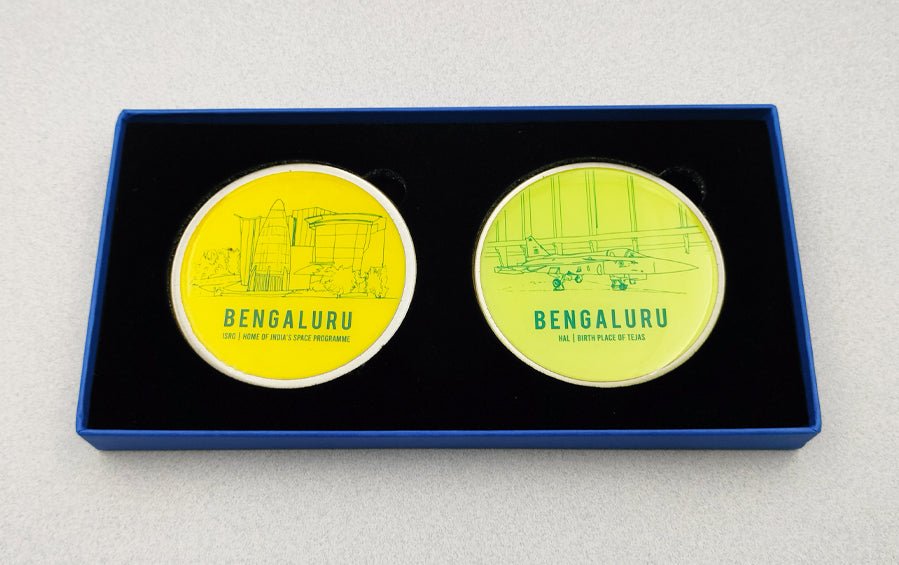 BENGALURU
ISRO | HOME OF INDIA'S SPACE PROGRAMME
BENGALURU
HAL | BIRTH PLACE OF TEJAS